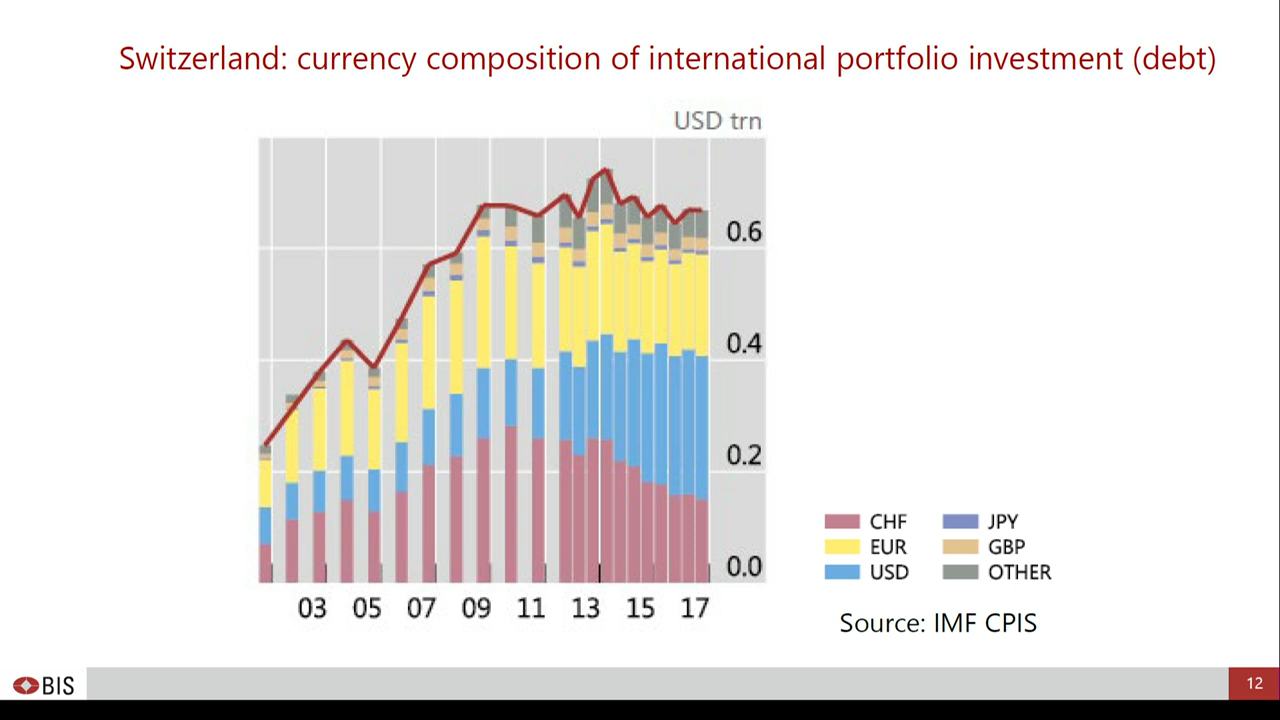 Switzerland: currency composition of international portfolio investment (debt)
USD trn
0.6
0.4
0.2
0.0
03 05 07 09 11 13 15 17
CHF JPY
EUR GBP
USD OTHER
Source: IMF CPIS
BIS
12